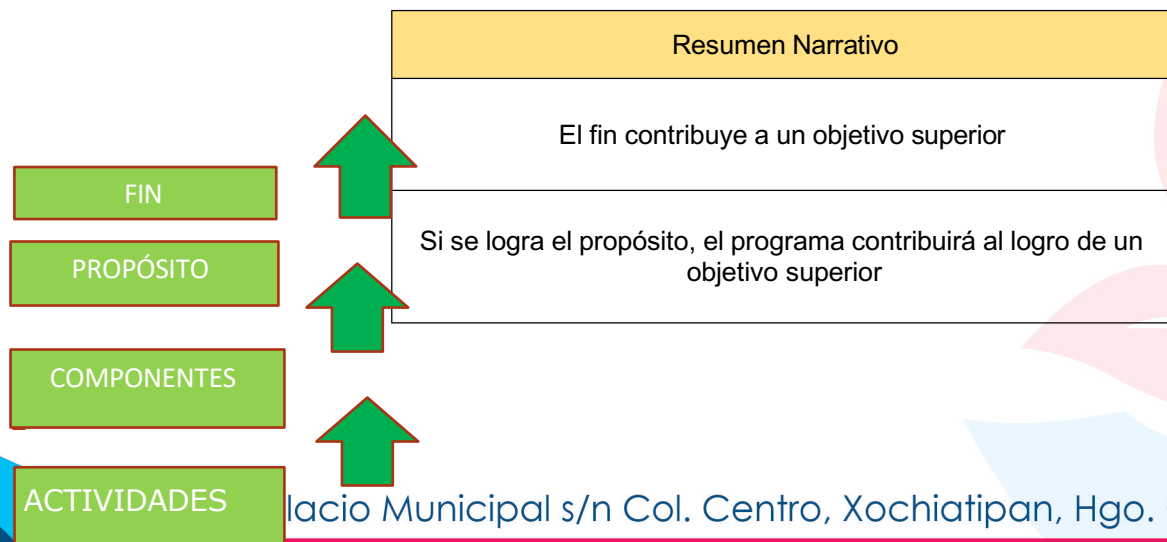 Resumen Narrativo
El fin contribuye a un objetivo superior
FIN
Si se logra el propósito, el programa contribuirá al logro de un
objetivo superior
PROPÓSITO
COMPONENTES
ACTIVIDADES
lacio Municipal s/n Col. Centro, Xochiatipan, Hgo.